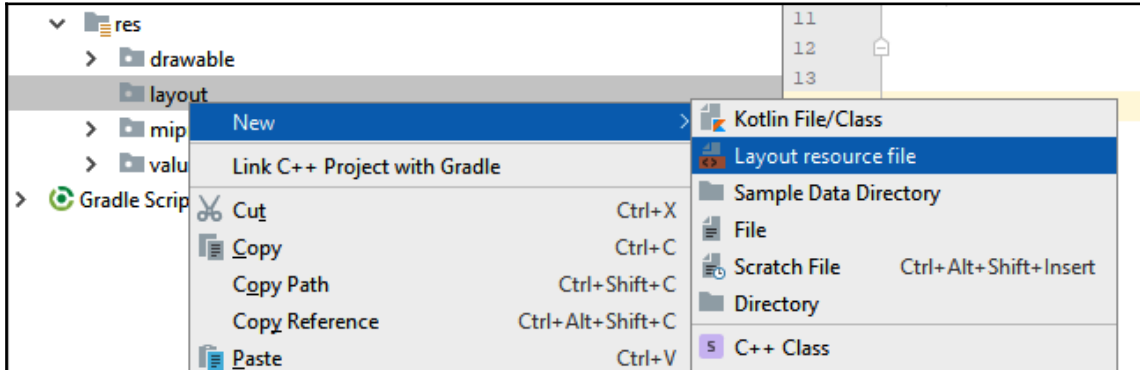 res
11
drawable
12
layout
13
mip
New
Kotlin File/Class
valu
Link C++ Project with Gradle
Layout resource file
Gradle Scrip
Cut Ctrl+X
Sample Data Directory
Copy Ctrl+C
File
Copy Path Ctrl+Shift+C
Scratch File Ctrl+Alt+Shift+Insert
Copy Reference Ctrl+Alt+Shift+C
Directory
Paste Ctrl+V
S C++ Class